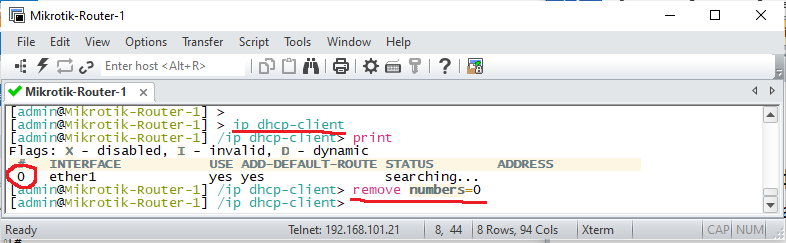 Mikrotik-Router-1
File Edit View Options Transfer Script Tools Window Help
Enter host <Alt+R>
Mikrotik-Router-1
[admin@Mikrotik-Router-1] >
[admin@Mikrotik-Router-1] > ip dhcp-client
[admin@Mikrotik-Router-1] /ip dhcp-client> print
Flags: X - disabled, I - invalid, D - dynamic
# INTERFACE USE ADD-DEFAULT-ROUTE STATUS ADDRESS
0 ether1 yes yes searching...
[admin@Mikrotik-Router-1] /ip dhcp-client> remove numbers=0
[admin@Mikrotik-Router-1] /ip dhcp-client>
Ready Telnet: 192.168.101.21 8, 44 8 Rows, 94 Cols Xterm CAP NUM